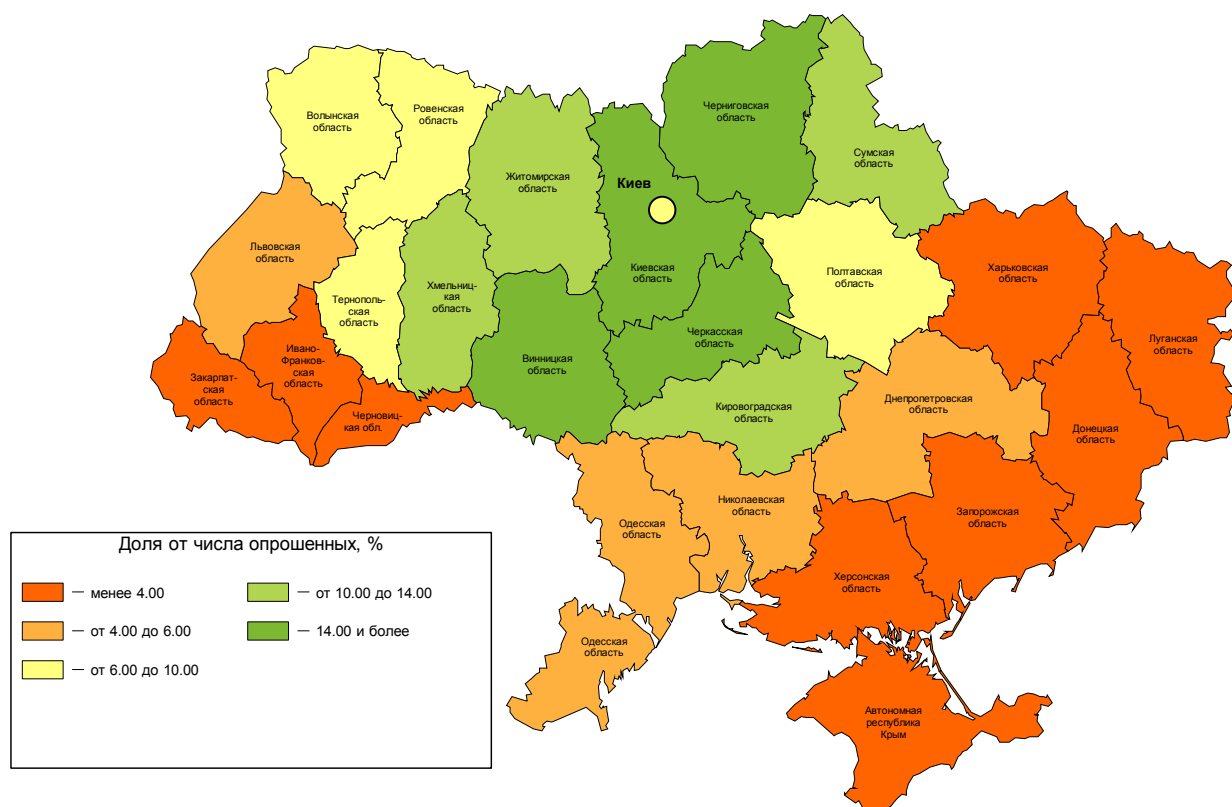 Черниговская
область
Волынская
область
Ровенская
область
Сумская
область
Житомирская
область
Киев
Львовская
область
Киевская
область
Полтавская
область
Харьковская
область
Хмельниц-
кая
область
Тернополь-
ская
область
Черкасская
область
Луганская
область
Ивано-
Франков-
ская
область
Винницкая
область
Закарпат-
ская
область
Черновиц-
кая обл.
Кировоградская
область
Днепропетровская
область
Донецкая
область
Николаевская
область
Запорожская
область
Одесская
область
Херсонская
область
Одесская
область
Автономная
республика
Крым
Доля от числа опрошенных, %
— менее 4.00
— от 4.00 до 6.00
— от 6.00 до 10.00
— от 10.00 до 14.00
— 14.00 и более